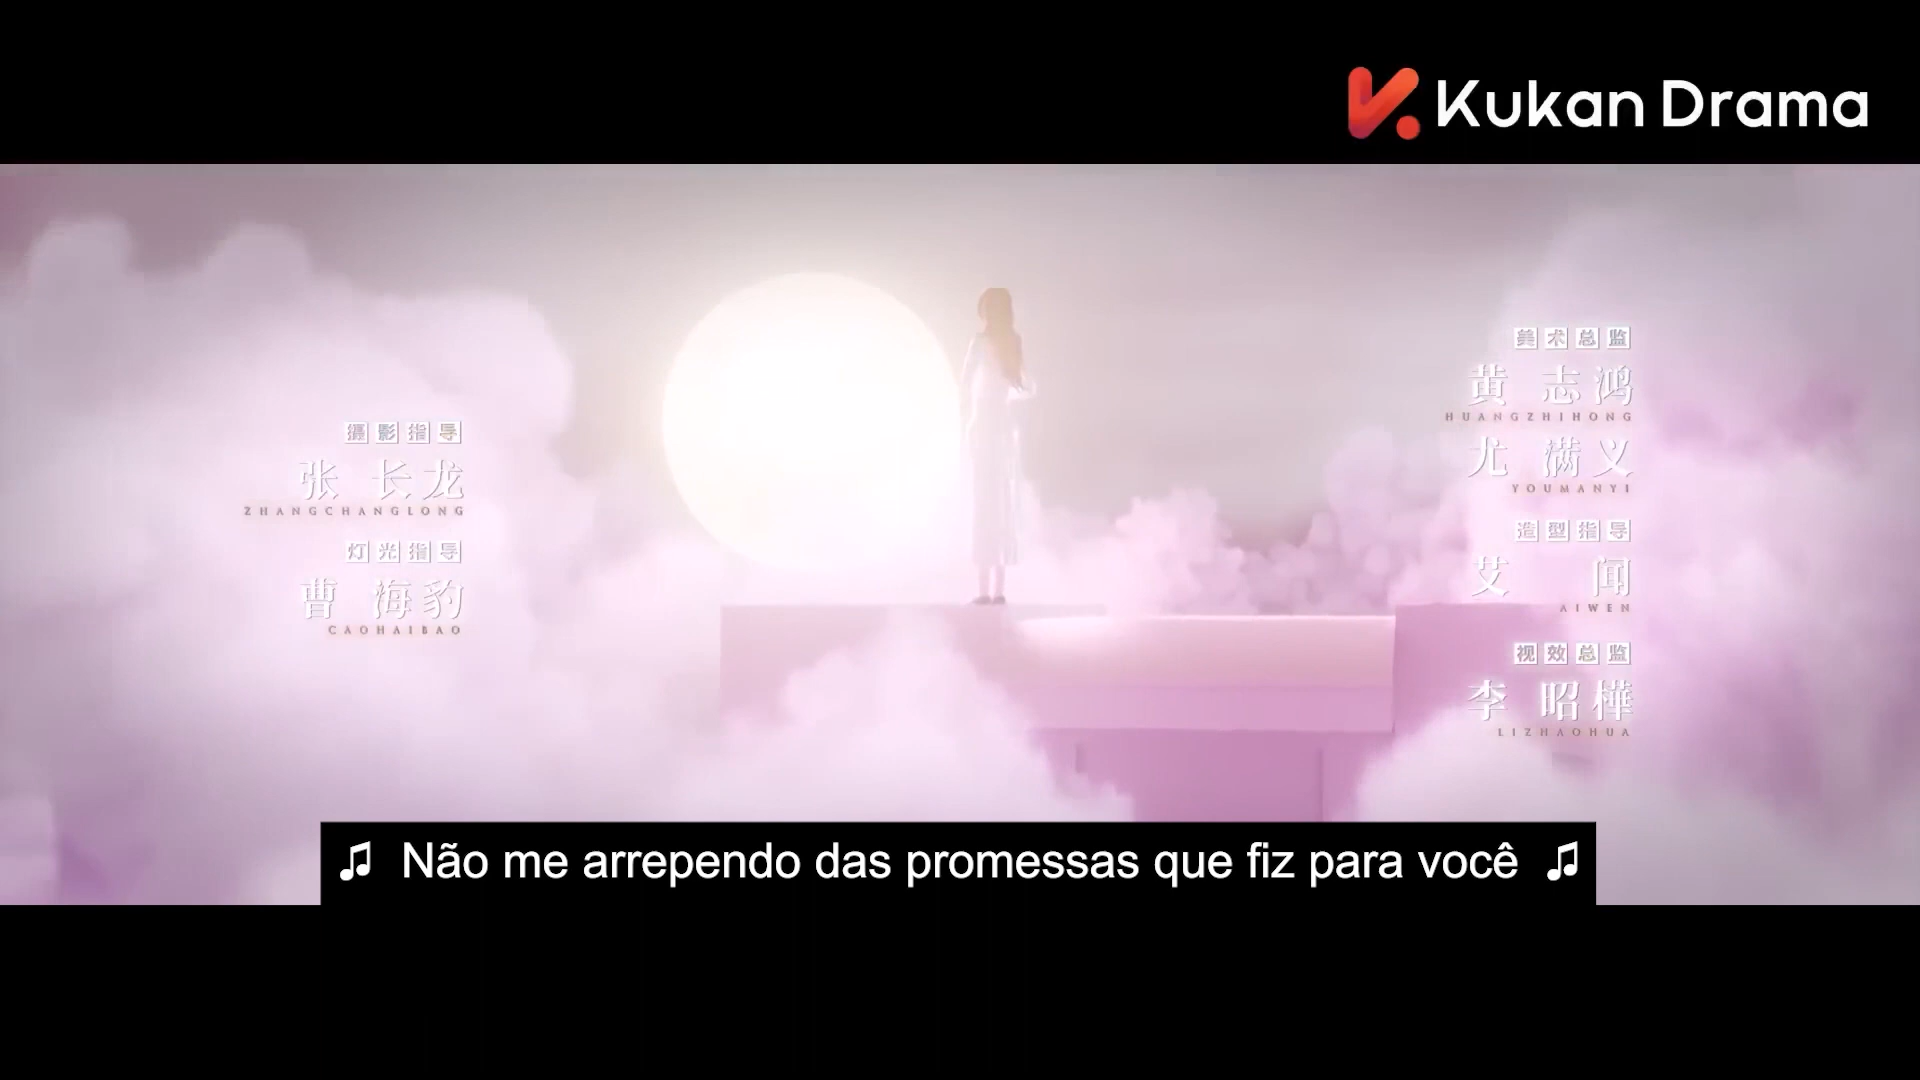 Kukan Drama
摄影指导
张 长龙
ZHANGCHANGLONG
灯光指导
曹 海豹
CAOHAIBAO
美术总监
黄 志鸿
HUANGZHIHONG
尤 满义
YOUMANYI
造型指导
艾 闻
AIWEN
视效总监
李 昭樺
LIZHAOHUA
♫ Não me arrependo das promessas que fiz para você ♫